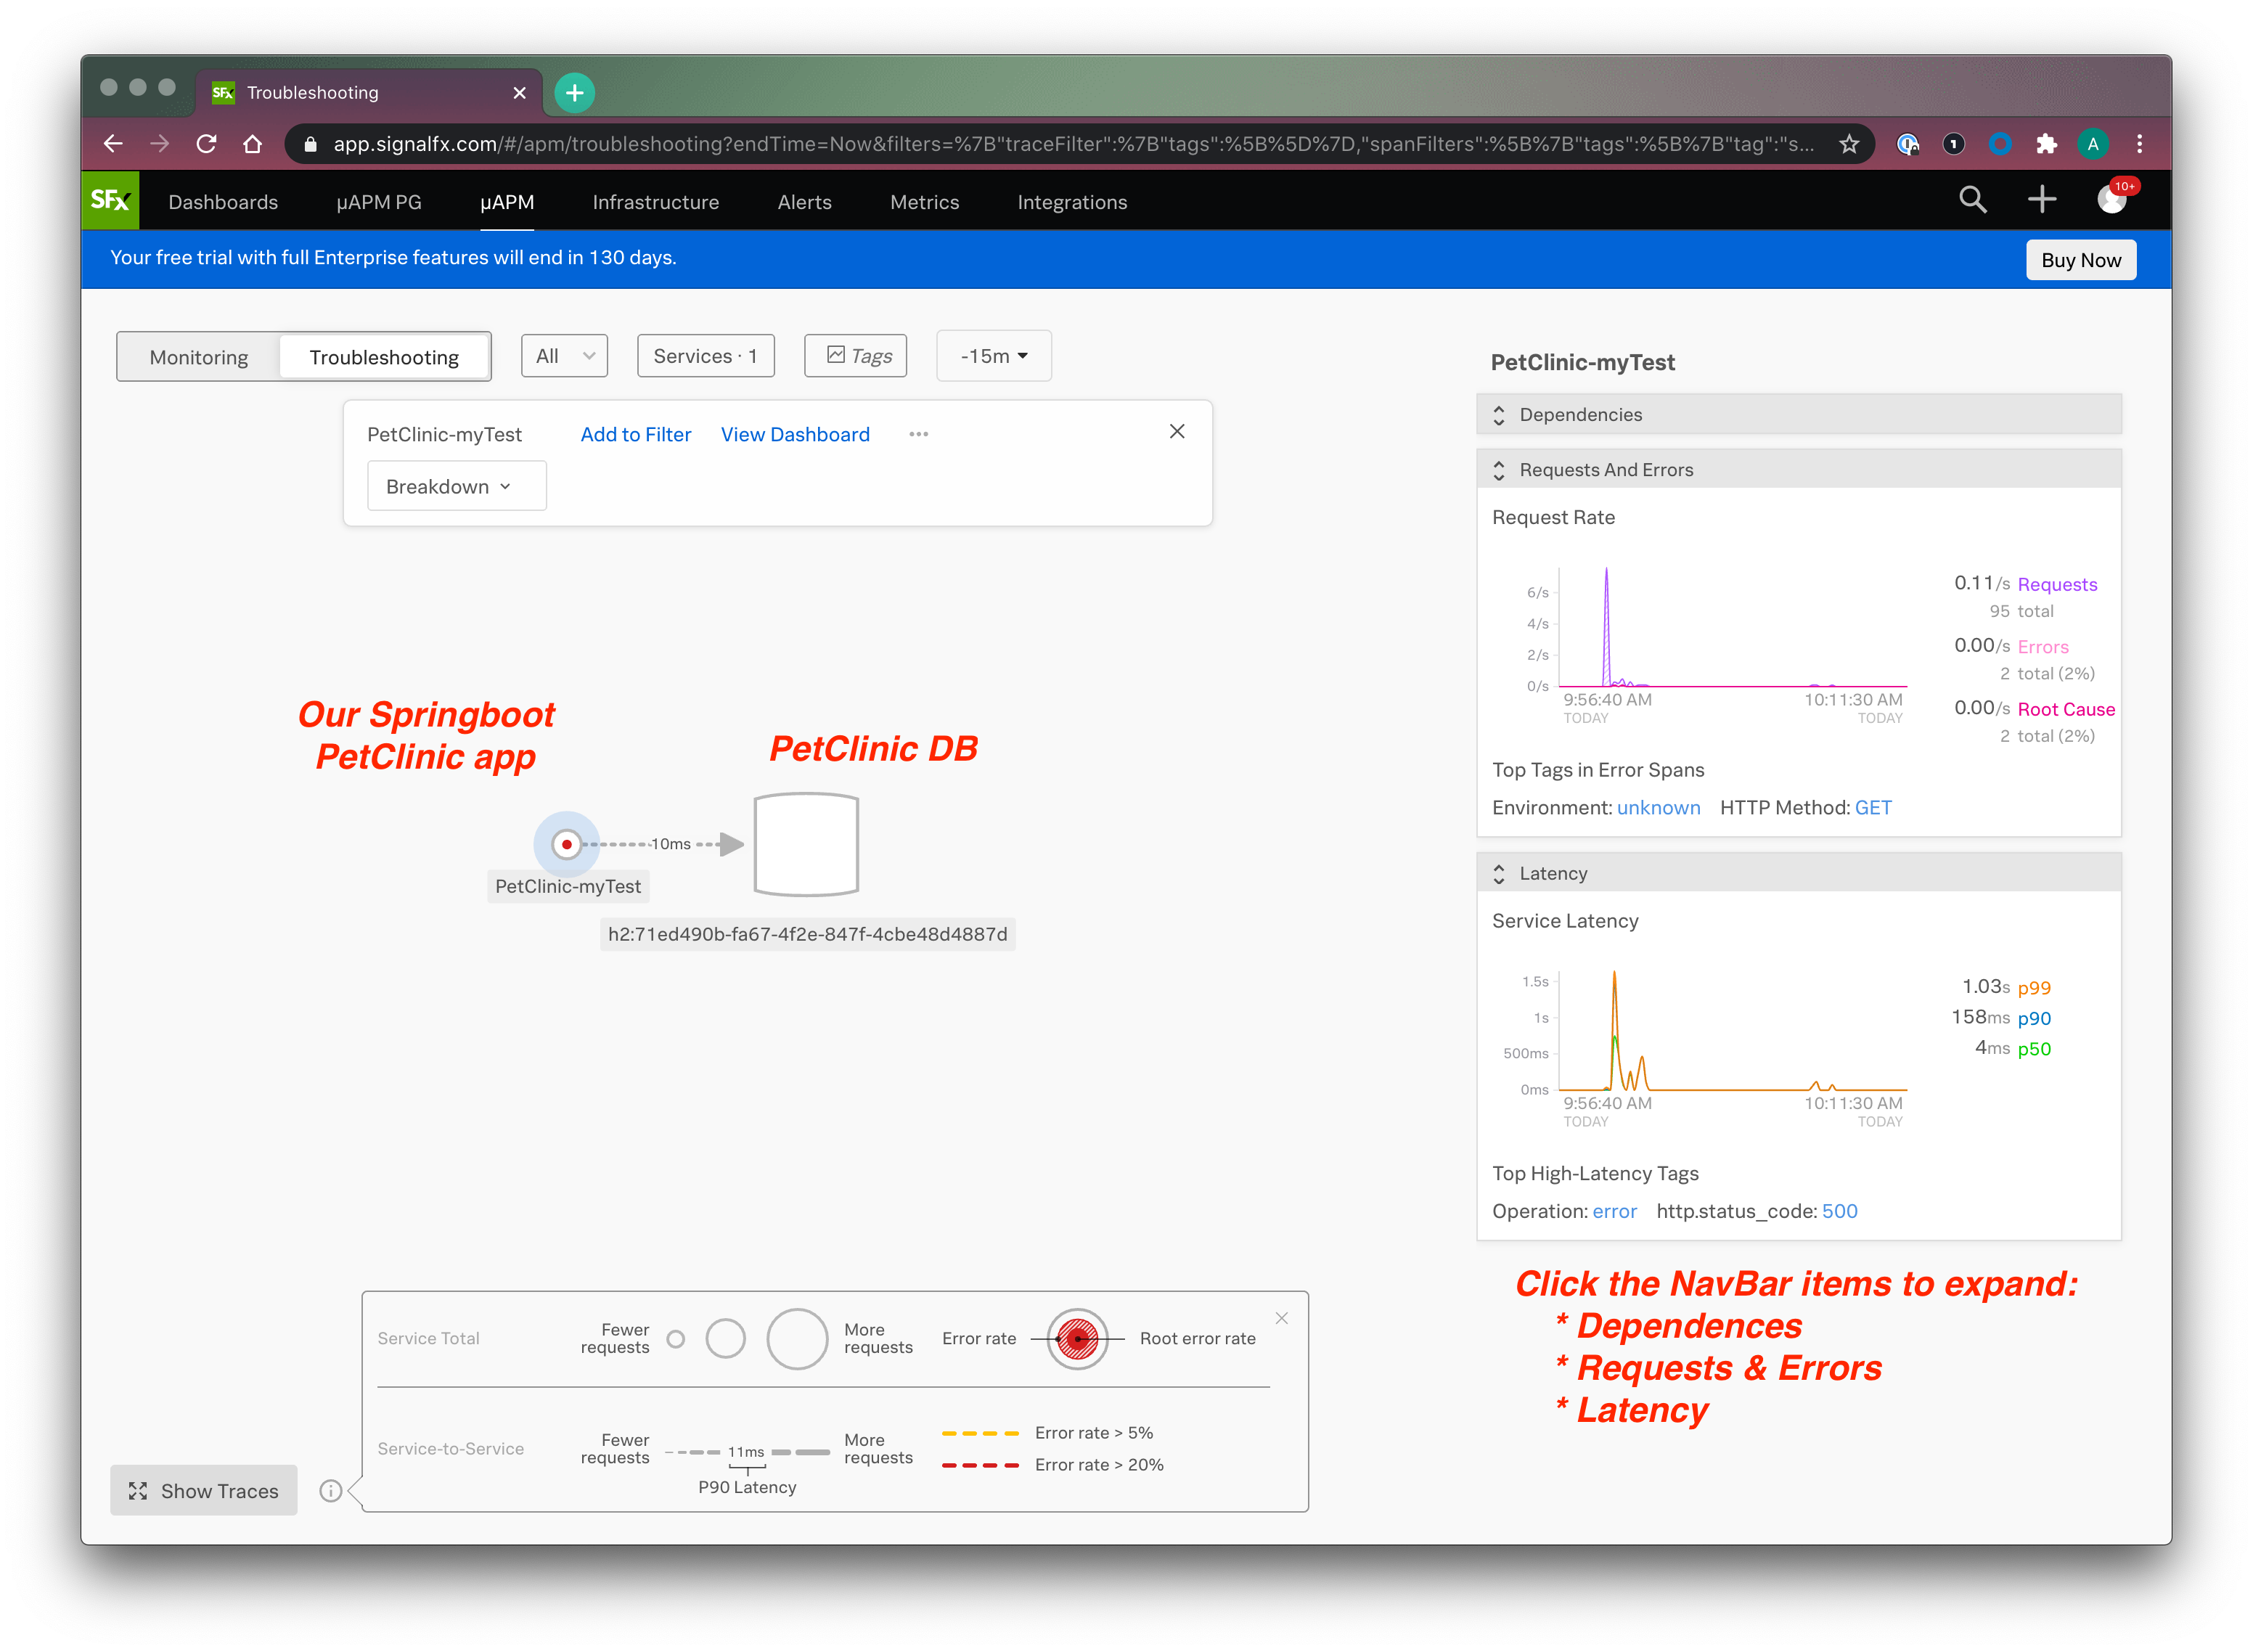 SFx Troubleshooting
app.signalfx.com/#/apm/troubleshooting?endTime=Now&filters=%7B"traceFilter":%7B"tags":%5B%5D%7D,"spanFilters":%5B%7B"tags":%5B%7B"tag":"s...
1
A
SFx Dashboards µAPM PG µAPM Infrastructure Alerts Metrics Integrations
10+
Your free trial with full Enterprise features will end in 130 days.
Buy Now
Monitoring Troubleshooting All Services · 1 Tags -15m
PetClinic-myTest Add to Filter View Dashboard
Breakdown
Our Springboot
PetClinic app
PetClinic DB
10ms
PetClinic-myTest
h2:71ed490b-fa67-4f2e-847f-4cbe48d4887d
PetClinic-myTest
Dependencies
Requests And Errors
Request Rate
6/s
4/s
2/s
0/s
9:56:40 AM 10:11:30 AM
TODAY TODAY
0.11/s Requests
95 total
0.00/s Errors
2 total (2%)
0.00/s Root Cause
2 total (2%)
Top Tags in Error Spans
Environment: unknown HTTP Method: GET
Latency
Service Latency
1.5s
1s
500ms
0ms
9:56:40 AM 10:11:30 AM
TODAY TODAY
1.03s p99
158ms p90
4ms p50
Top High-Latency Tags
Operation: error http.status_code: 500
Click the NavBar items to expand:
* Dependences
* Requests & Errors
* Latency
Service Total
Fewer
requests
More
requests
Error rate
Root error rate
Service-to-Service
Fewer
requests
11ms
P90 Latency
More
requests
Error rate > 5%
Error rate > 20%
Show Traces